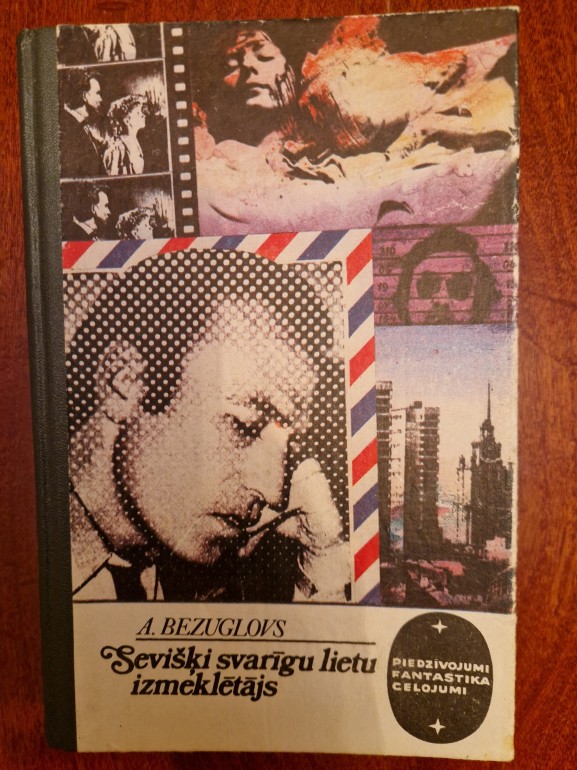 A. BEZUGLOVS
Sevišķi svarīgu lietu
izmeklētājs
PIEDZĪVOJUMI
FANTASTIKA
CEĻOJUMI